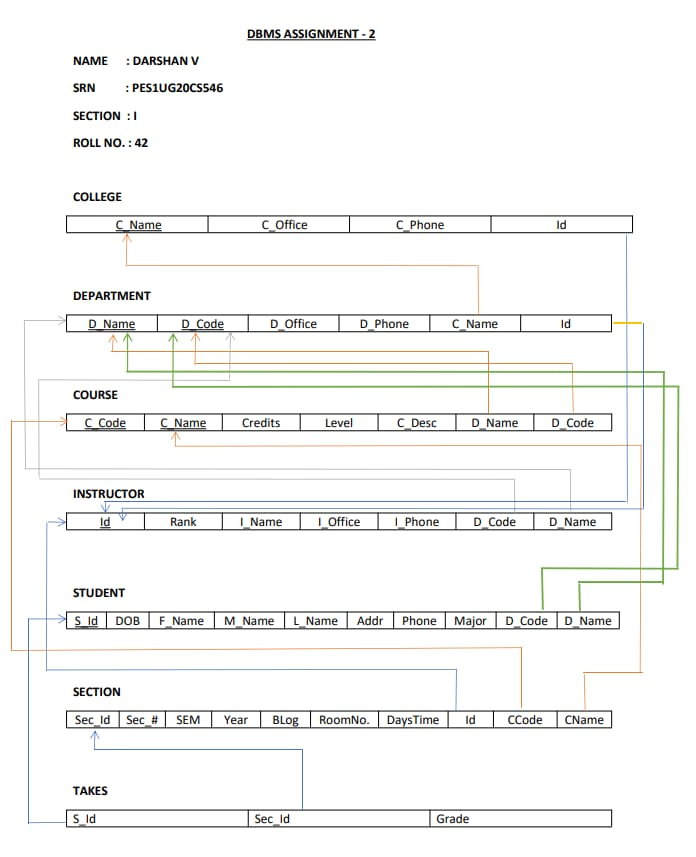 DBMS ASSIGNMENT - 2
NAME : DARSHAN V
SRN : PES1UG20CS546
SECTION : I
ROLL NO. : 42
COLLEGE
C_Name C_Office C_Phone Id
DEPARTMENT
D_Name D_Code D_Office D_Phone C_Name Id
COURSE
C_Code C_Name Credits Level C_Desc D_Name D_Code
INSTRUCTOR
Id Rank I_Name I_Office I_Phone D_Code D_Name
STUDENT
S_Id DOB F_Name M_Name L_Name Addr Phone Major D_Code D_Name
SECTION
Sec_Id Sec_# SEM Year BLog RoomNo. DaysTime Id CCode CName
TAKES
S_Id Sec_Id Grade